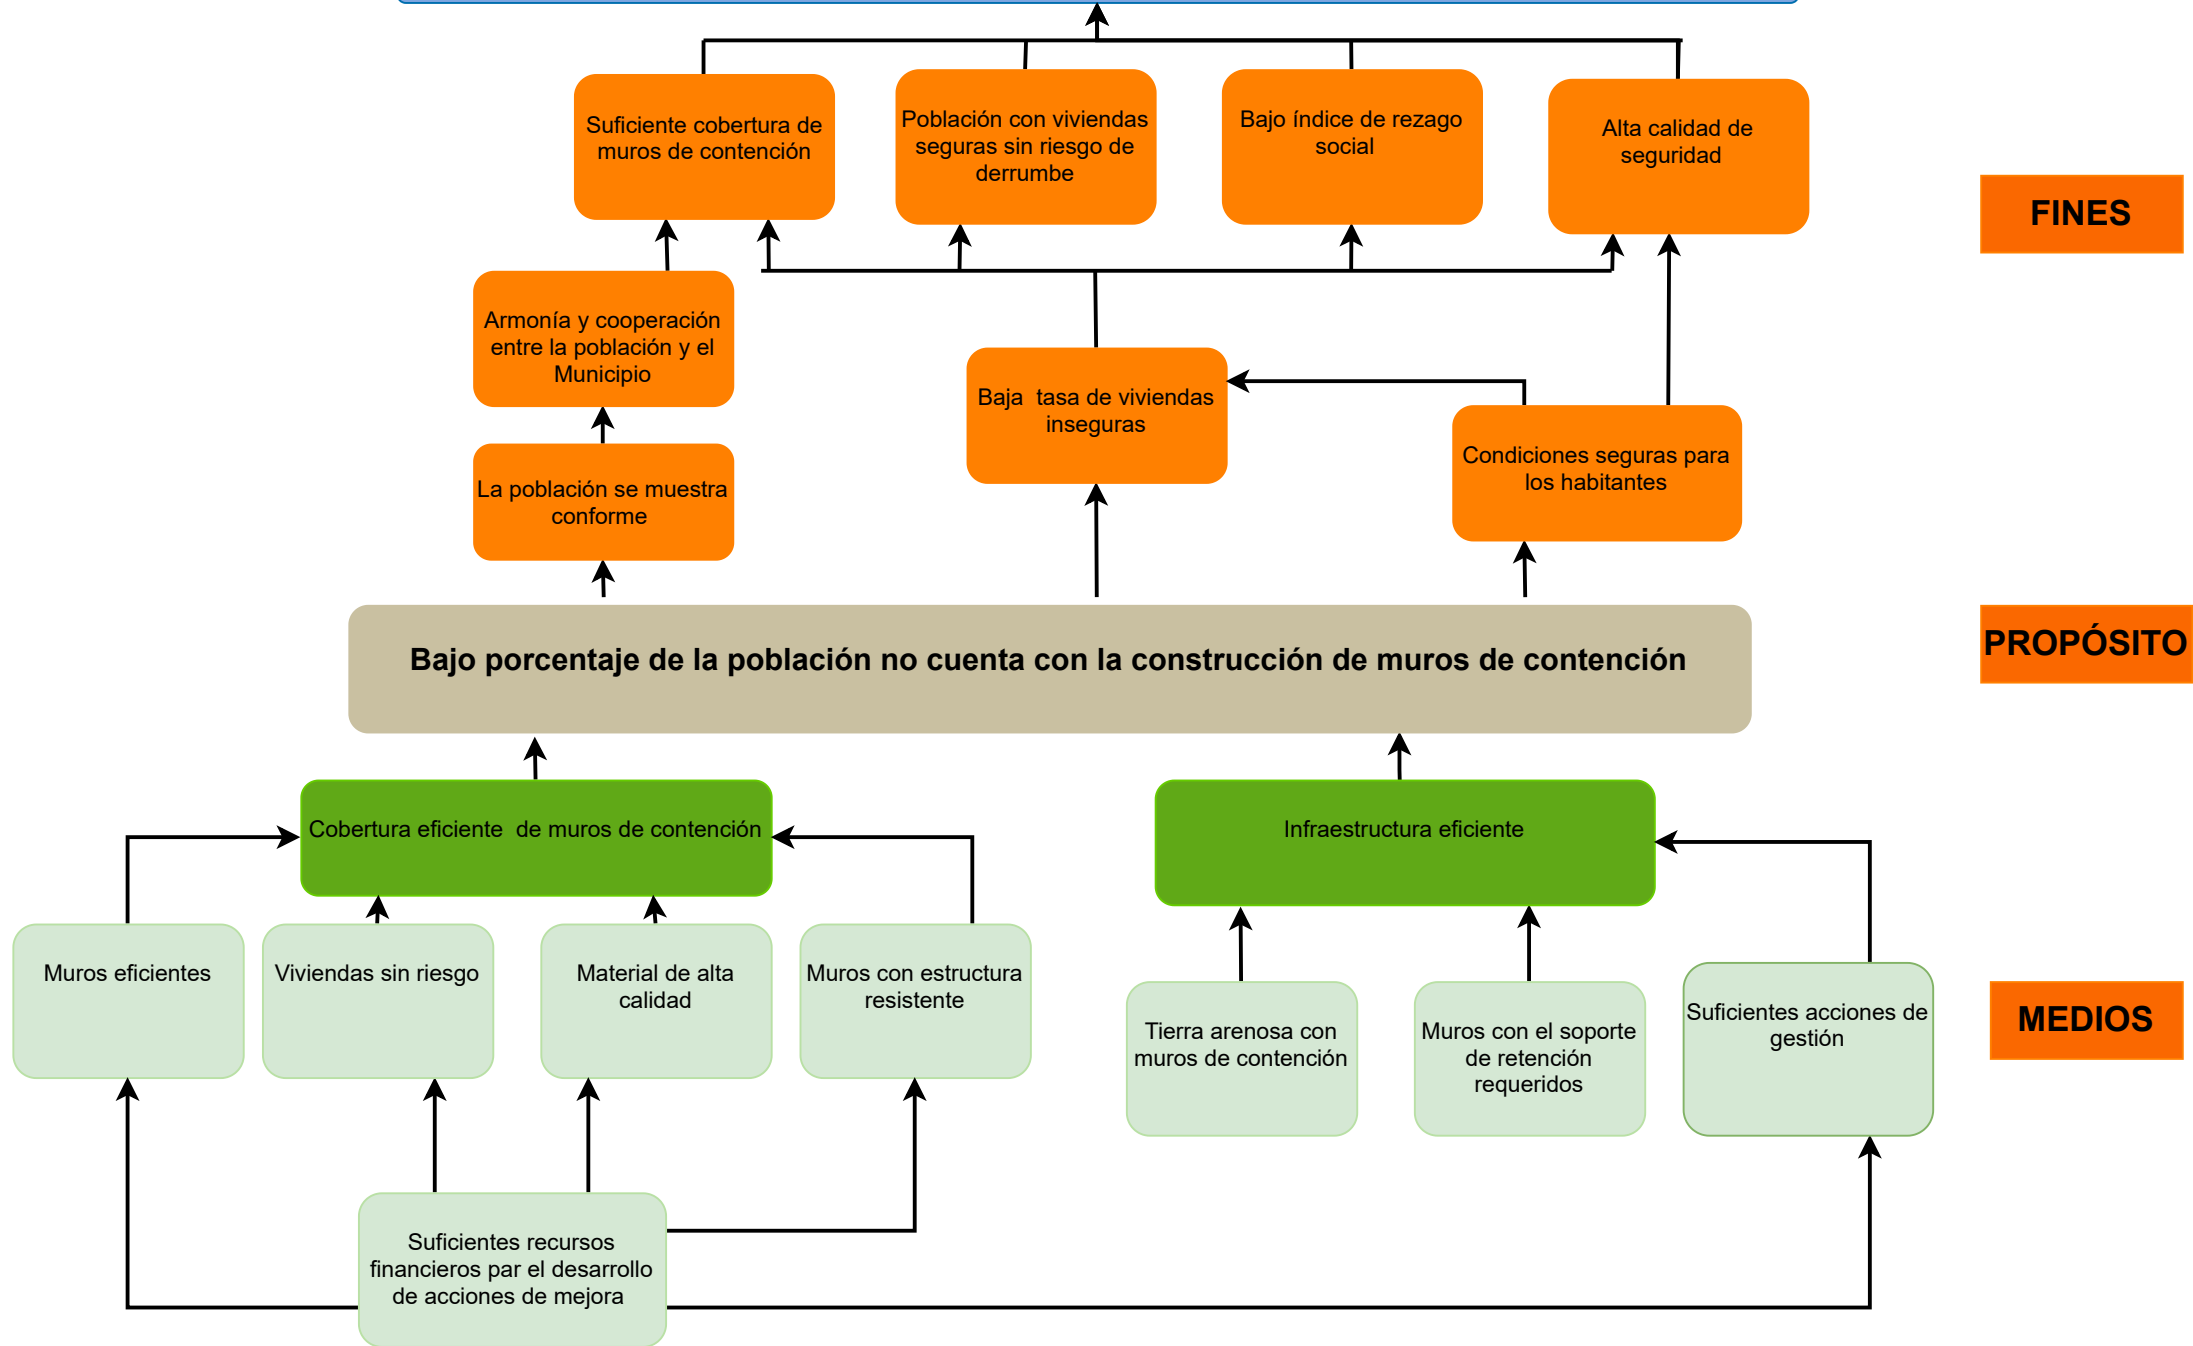 Suficiente cobertura de
muros de contención
Población con viviendas
seguras sin riesgo de
derrumbe
Bajo índice de rezago
social
Alta calidad de
seguridad
FINES
Armonía y cooperación
entre la población y el
Municipio
Baja  tasa de viviendas
inseguras
Condiciones seguras para
los habitantes
La población se muestra
conforme
Bajo porcentaje de la población no cuenta con la construcción de muros de contención
PROPÓSITO
Cobertura eficiente  de muros de contención
Infraestructura eficiente
Muros eficientes
Viviendas sin riesgo
Material de alta
calidad
Muros con estructura
resistente
Tierra arenosa con
muros de contención
Muros con el soporte
de retención
requeridos
Suficientes acciones de
gestión
MEDIOS
Suficientes recursos
financieros par el desarrollo
de acciones de mejora